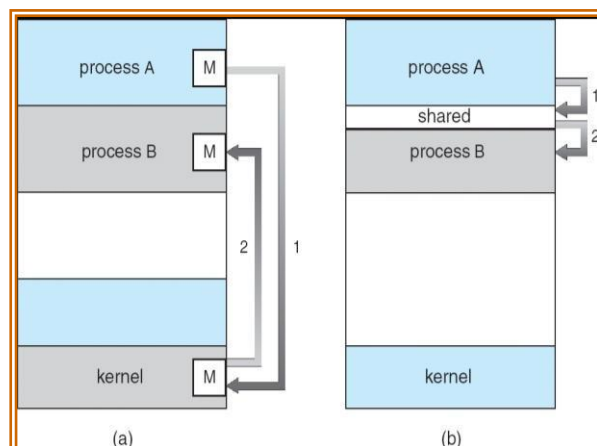 process A
M
process B
M
2
1
kernel
M
(a)
process A
1
shared
2
process B
kernel
(b)